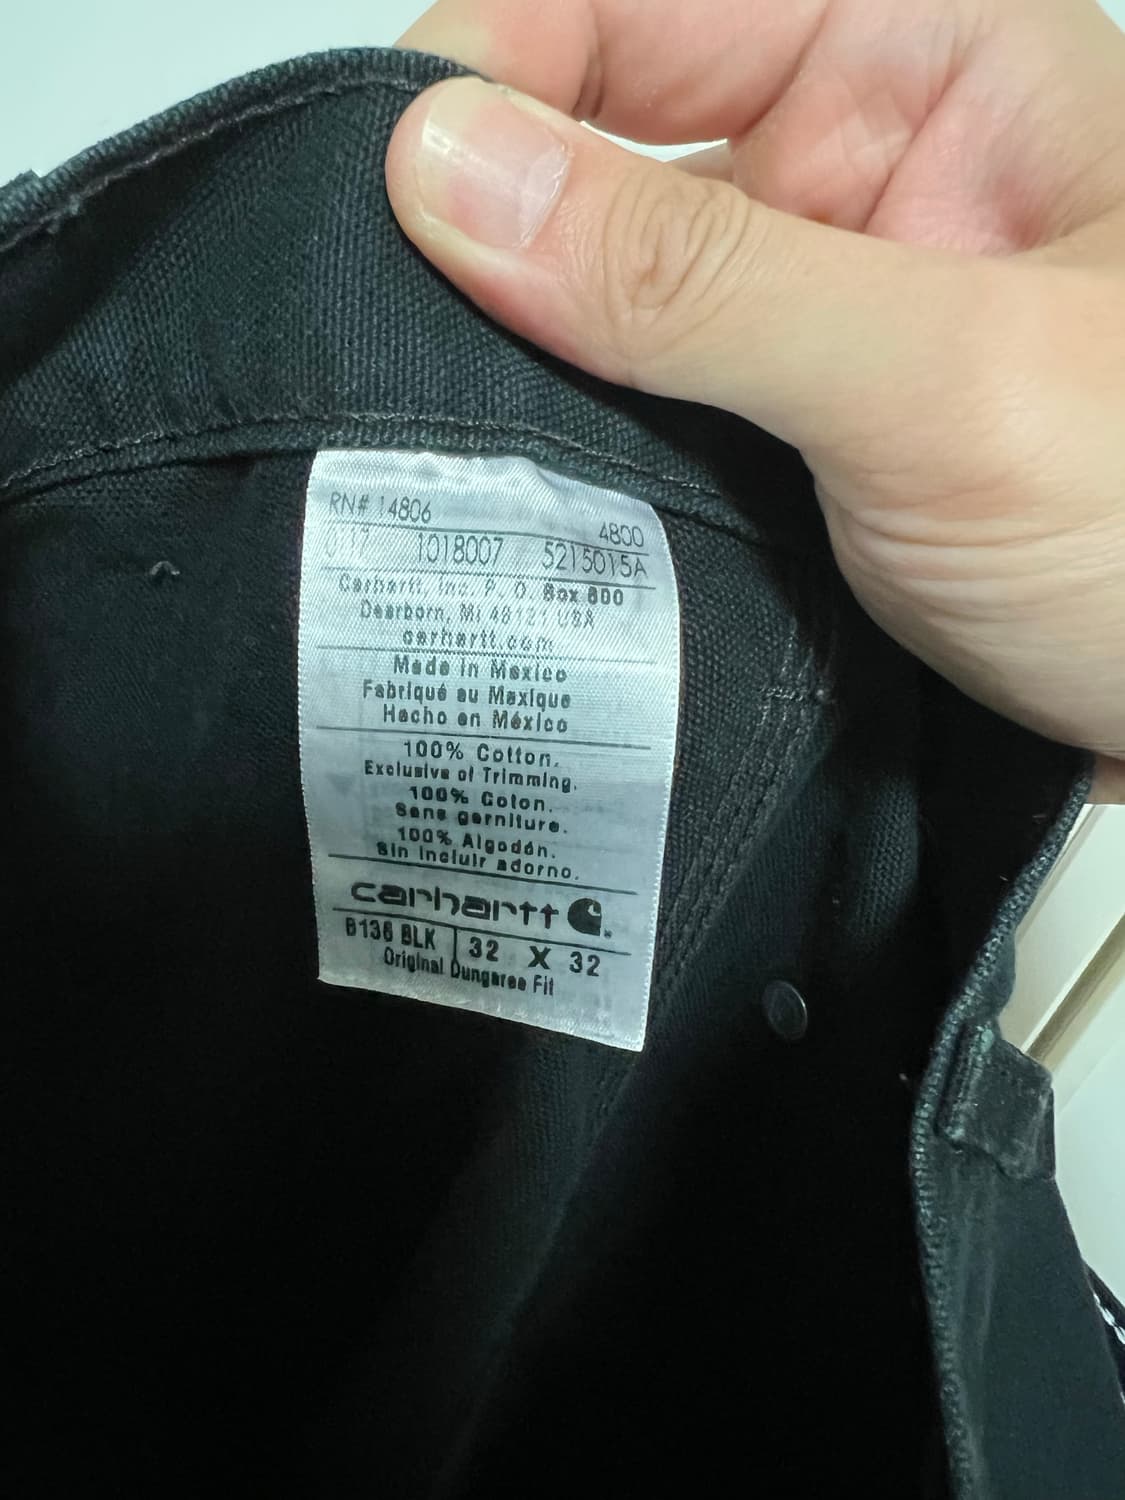 RN# 14806
4800
0117 1018007 5215015A
Carhartt, Inc. P. O. Box 600
Dearborn, MI 48121 USA
carhartt.com
Made in Mexico
Fabriqué au Mexique
Hecho en México
100% Cotton.
Exclusive of Trimming.
100% Coton.
Sans garniture.
100% Algodón.
Sin incluir adorno.
carhartt
B136 BLK 32 X 32
Original Dungaree Fit